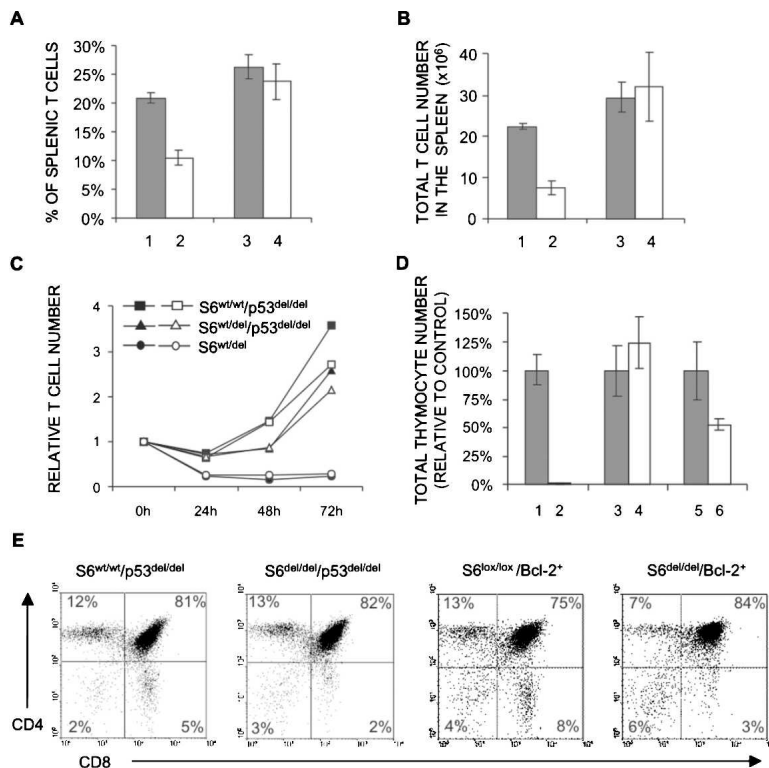 A
% OF SPLENIC T CELLS
30%
25%
20%
15%
10%
5%
0%
1 2 3 4
B
TOTAL T CELL NUMBER
IN THE SPLEEN (x10⁶)
40
30
20
10
0
1 2 3 4
C
RELATIVE T CELL NUMBER
4
3
2
1
0
0h 24h 48h 72h
S6wt/wt/p53del/del
S6wt/del/p53del/del
S6wt/del
D
TOTAL THYMOCYTE NUMBER
(RELATIVE TO CONTROL)
150%
125%
100%
75%
50%
25%
0%
1 2 3 4 5 6
E
S6wt/wt/p53del/del
S6del/del/p53del/del
S6lox/lox/Bcl-2⁺
S6del/del/Bcl-2⁺
12% 81%
2% 5%
13% 82%
3% 2%
13% 75%
4% 8%
7% 84%
6% 3%
CD4
CD8